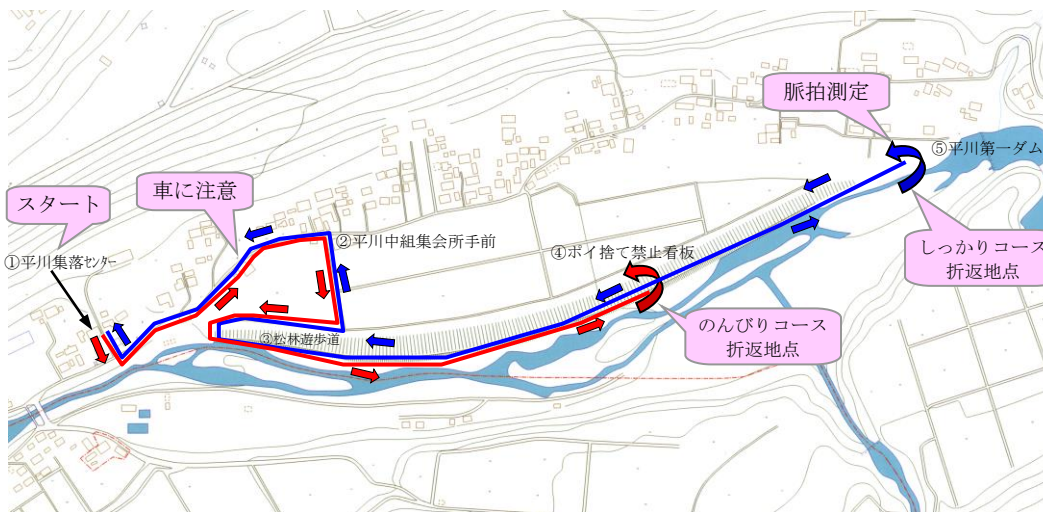 脈拍測定
⑤平川第一ダム
車に注意
スタート
②平川中組集会所手前
④ポイ捨て禁止看板
しっかりコース
折返地点
①平川集落センター
のんびりコース
折返地点
③松林遊歩道